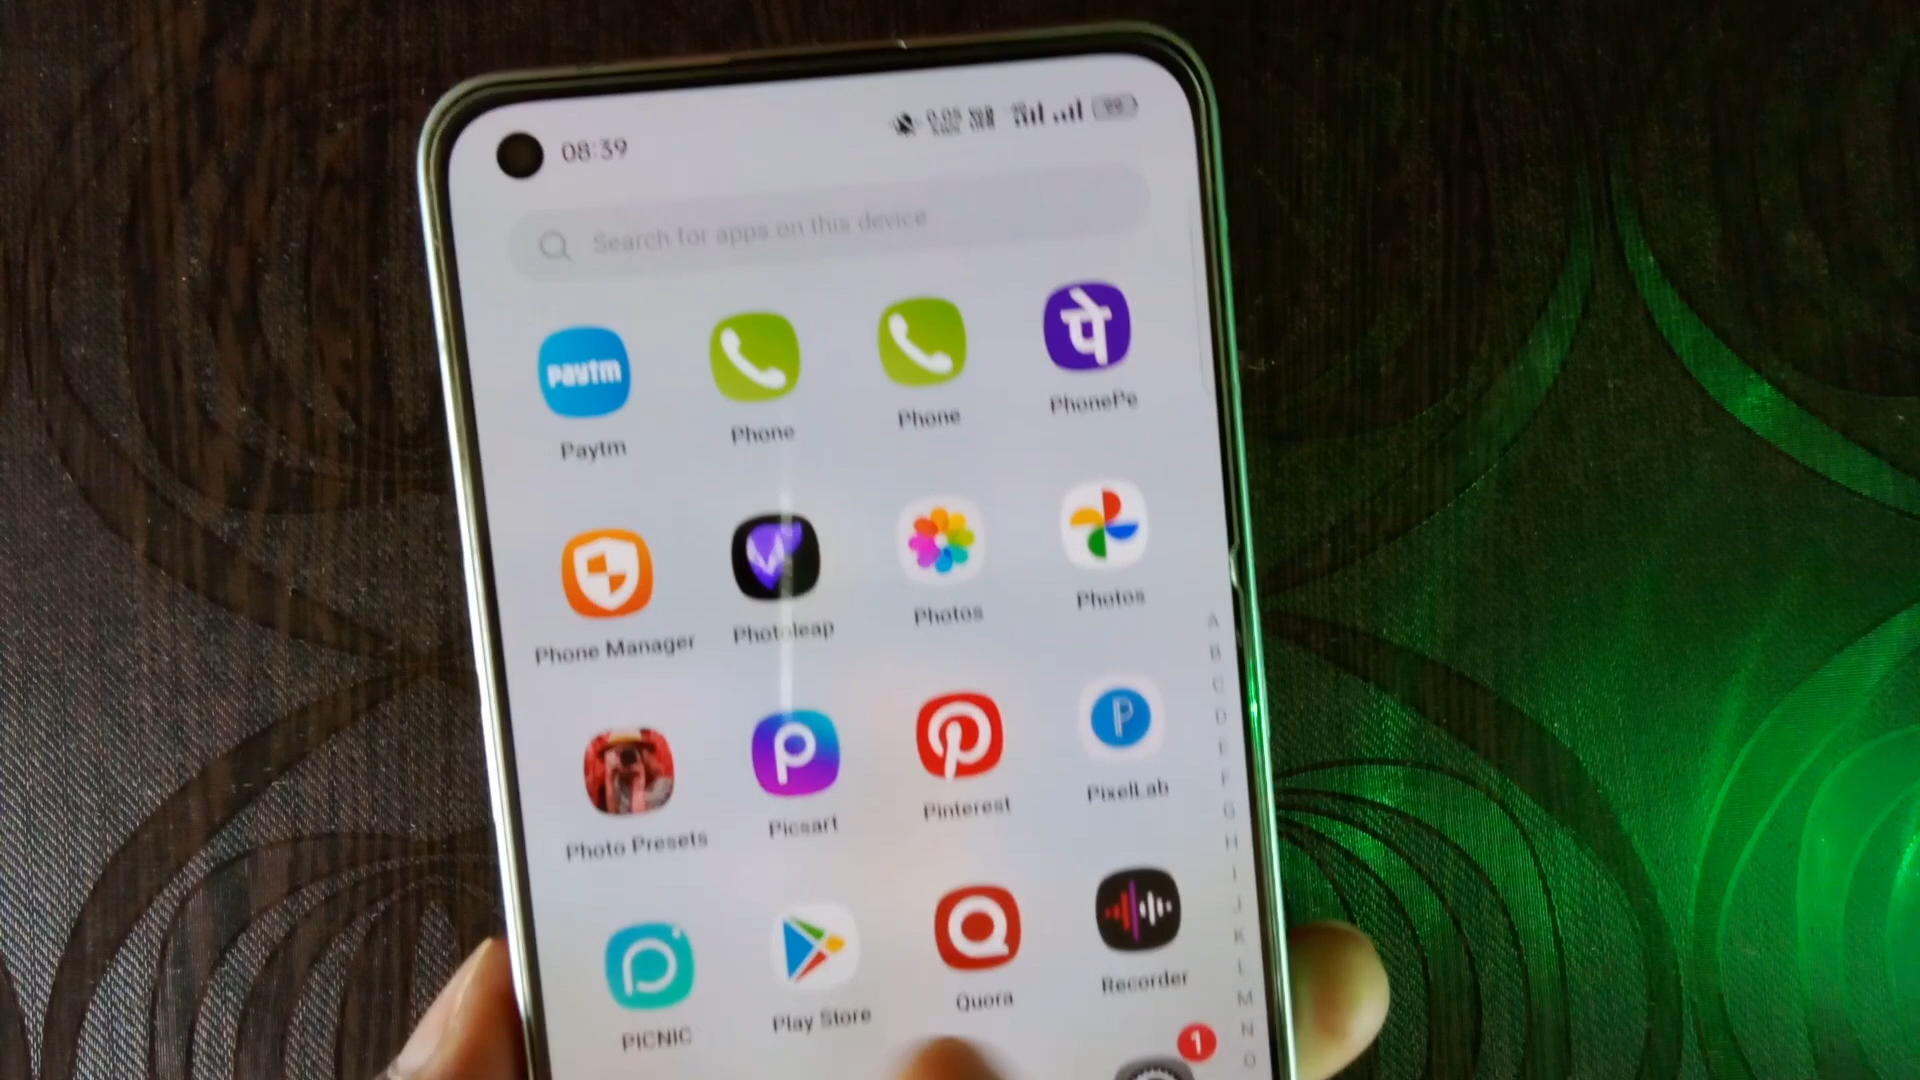 08:39
Search for apps on this device
paytm
पे
Paytm
Phone
Phone
PhonePe
Phone Manager
Photoleap
Photos
Photos
P
Photo Presets
Picsart
Pinterest
PixelLab
PICNIC
Play Store
Quora
Recorder
1
A
B
C
D
E
F
G
H
I
J
K
L
M
N
O